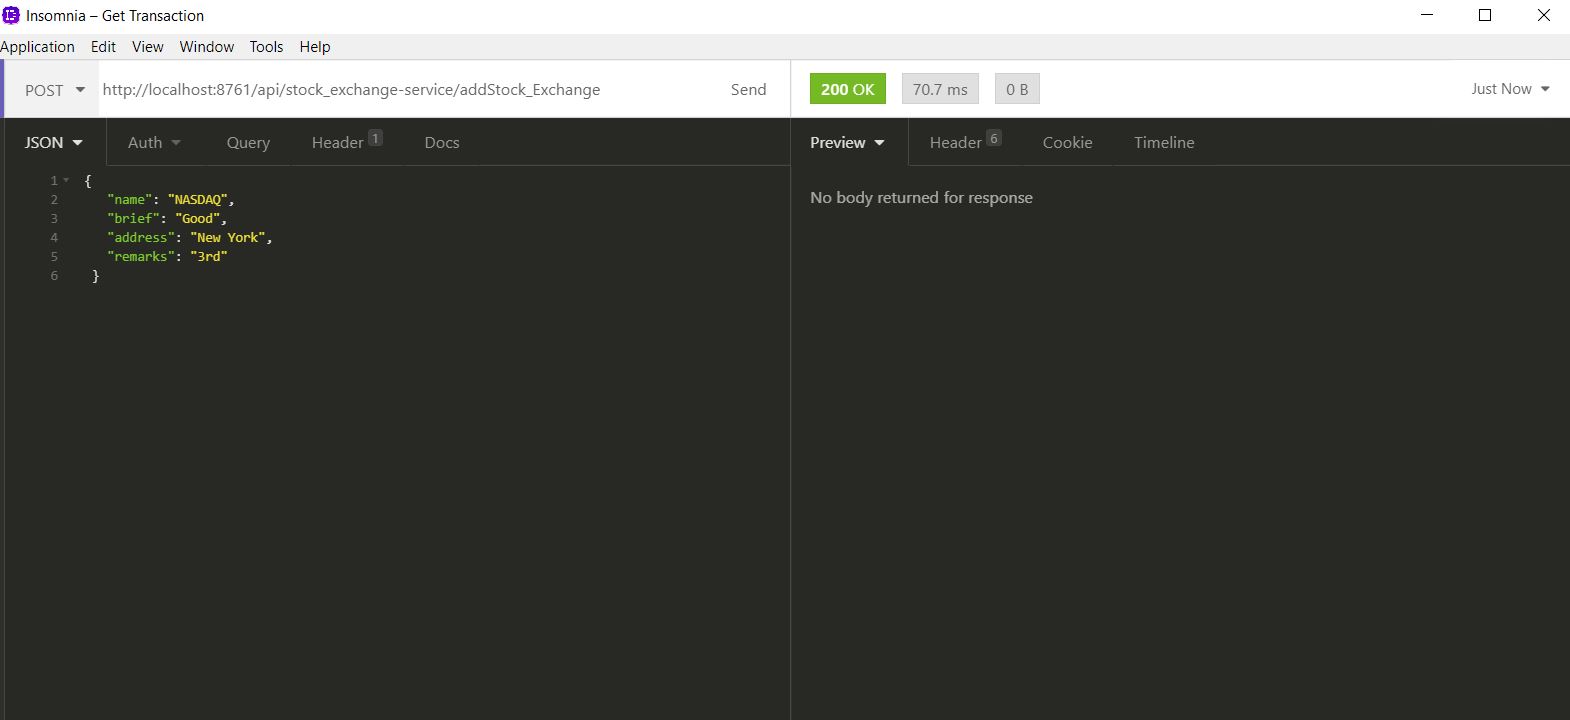 Insomnia – Get Transaction
Application Edit View Window Tools Help
POST http://localhost:8761/api/stock_exchange-service/addStock_Exchange Send
200 OK 70.7 ms 0 B Just Now
JSON Auth Query Header 1 Docs
Preview Header 6 Cookie Timeline
1 {
2 "name": "NASDAQ",
3 "brief": "Good",
4 "address": "New York",
5 "remarks": "3rd"
6 }
No body returned for response